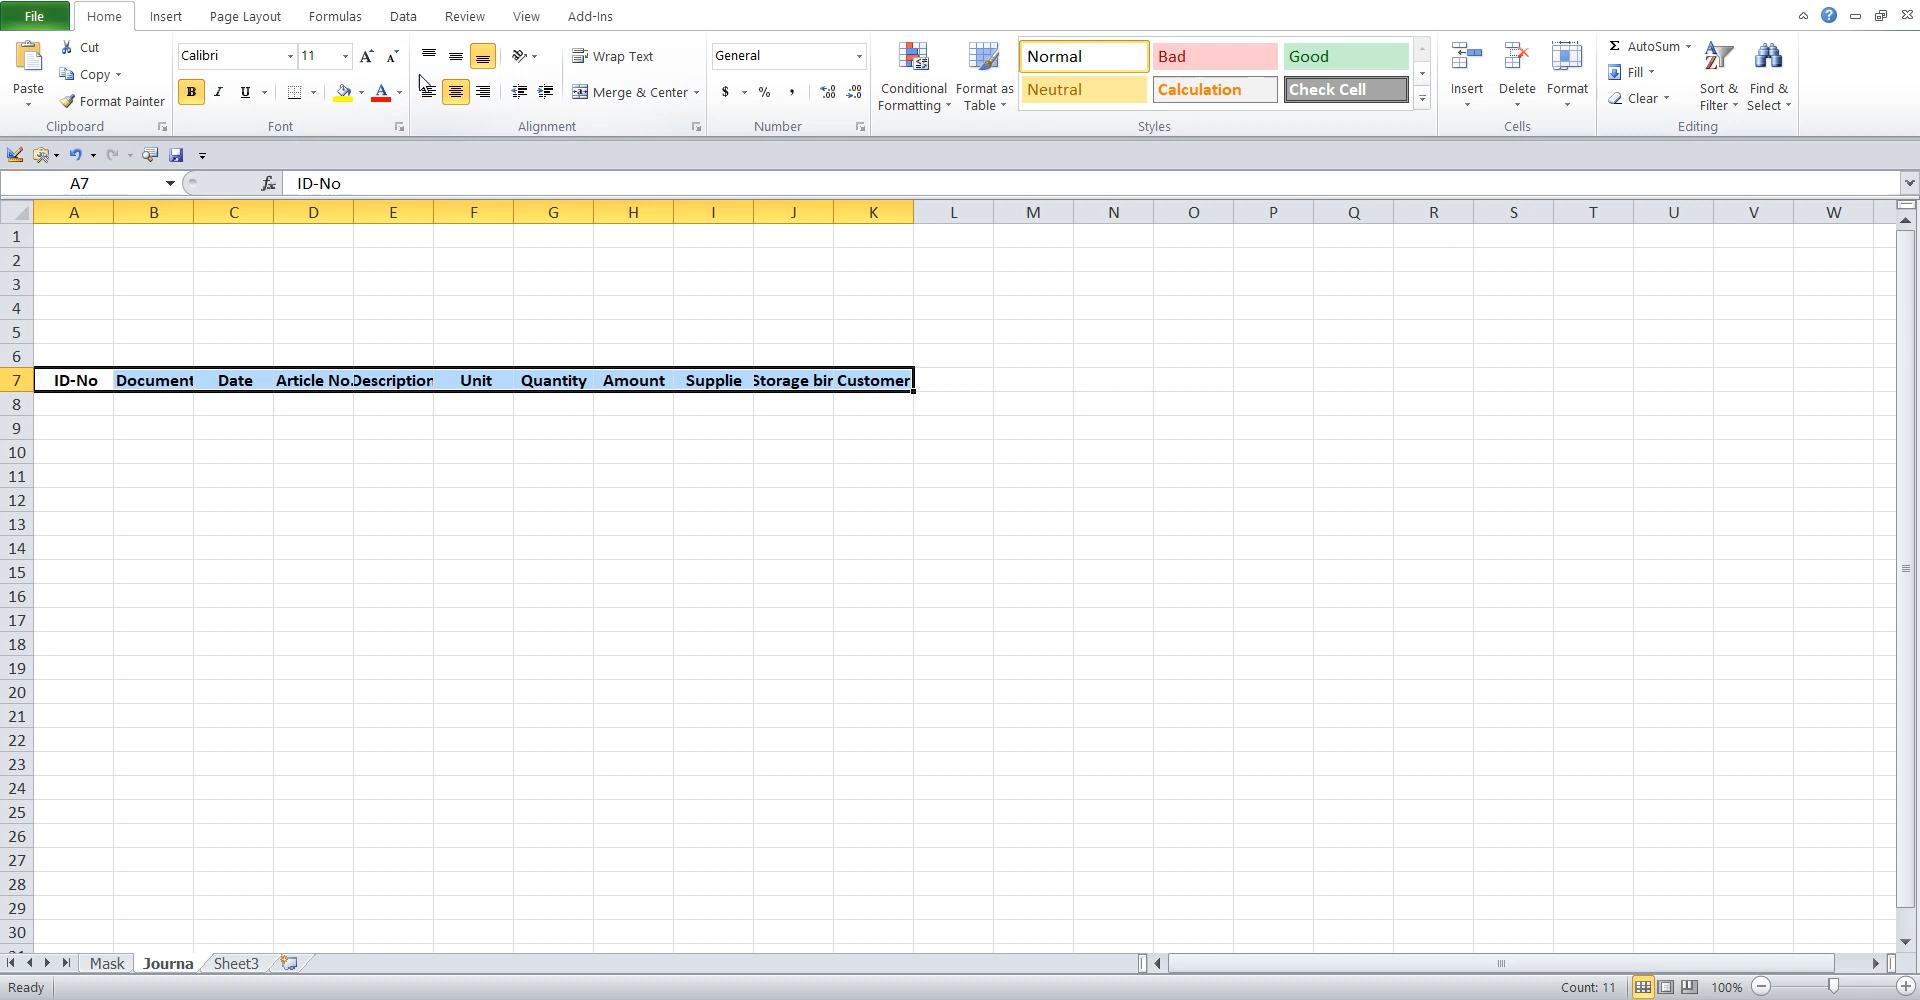 File Home Insert Page Layout Formulas Data Review View Add-Ins
Cut
Copy
Format Painter
Paste
Clipboard
Calibri 11
B I U
Font
Wrap Text
Merge & Center
Alignment
General
$ % ,
Number
Conditional Formatting
Format as Table
Normal Bad Good
Neutral Calculation Check Cell
Styles
Insert Delete Format
Cells
Σ AutoSum
Fill
Clear
Sort & Filter
Find & Select
Editing
A7 fx ID-No
A B C D E F G H I J K L M N O P Q R S T U V W
1
2
3
4
5
6
7 ID-No Document Date Article No. Description Unit Quantity Amount Supplie Storage bin Customer
8
9
10
11
12
13
14
15
16
17
18
19
20
21
22
23
24
25
26
27
28
29
30
Mask Journa Sheet3
Ready Count: 11 100%